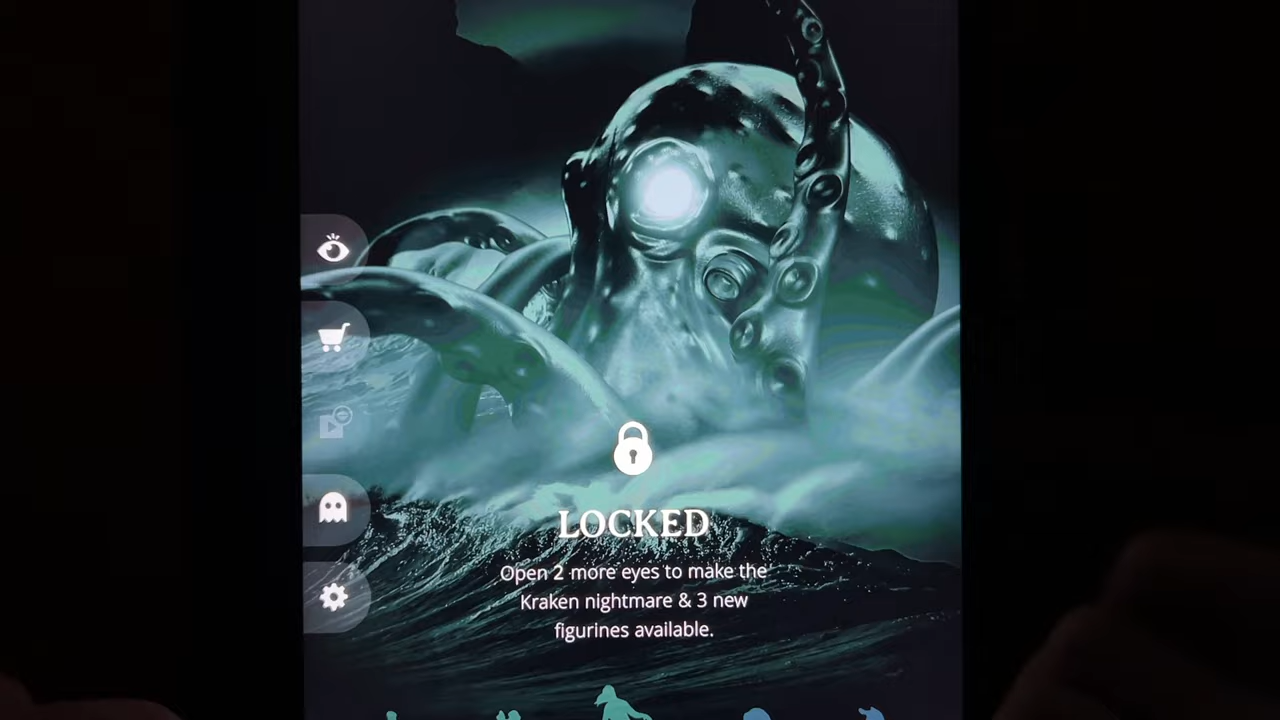 LOCKED
Open 2 more eyes to make the
Kraken nightmare & 3 new
figurines available.